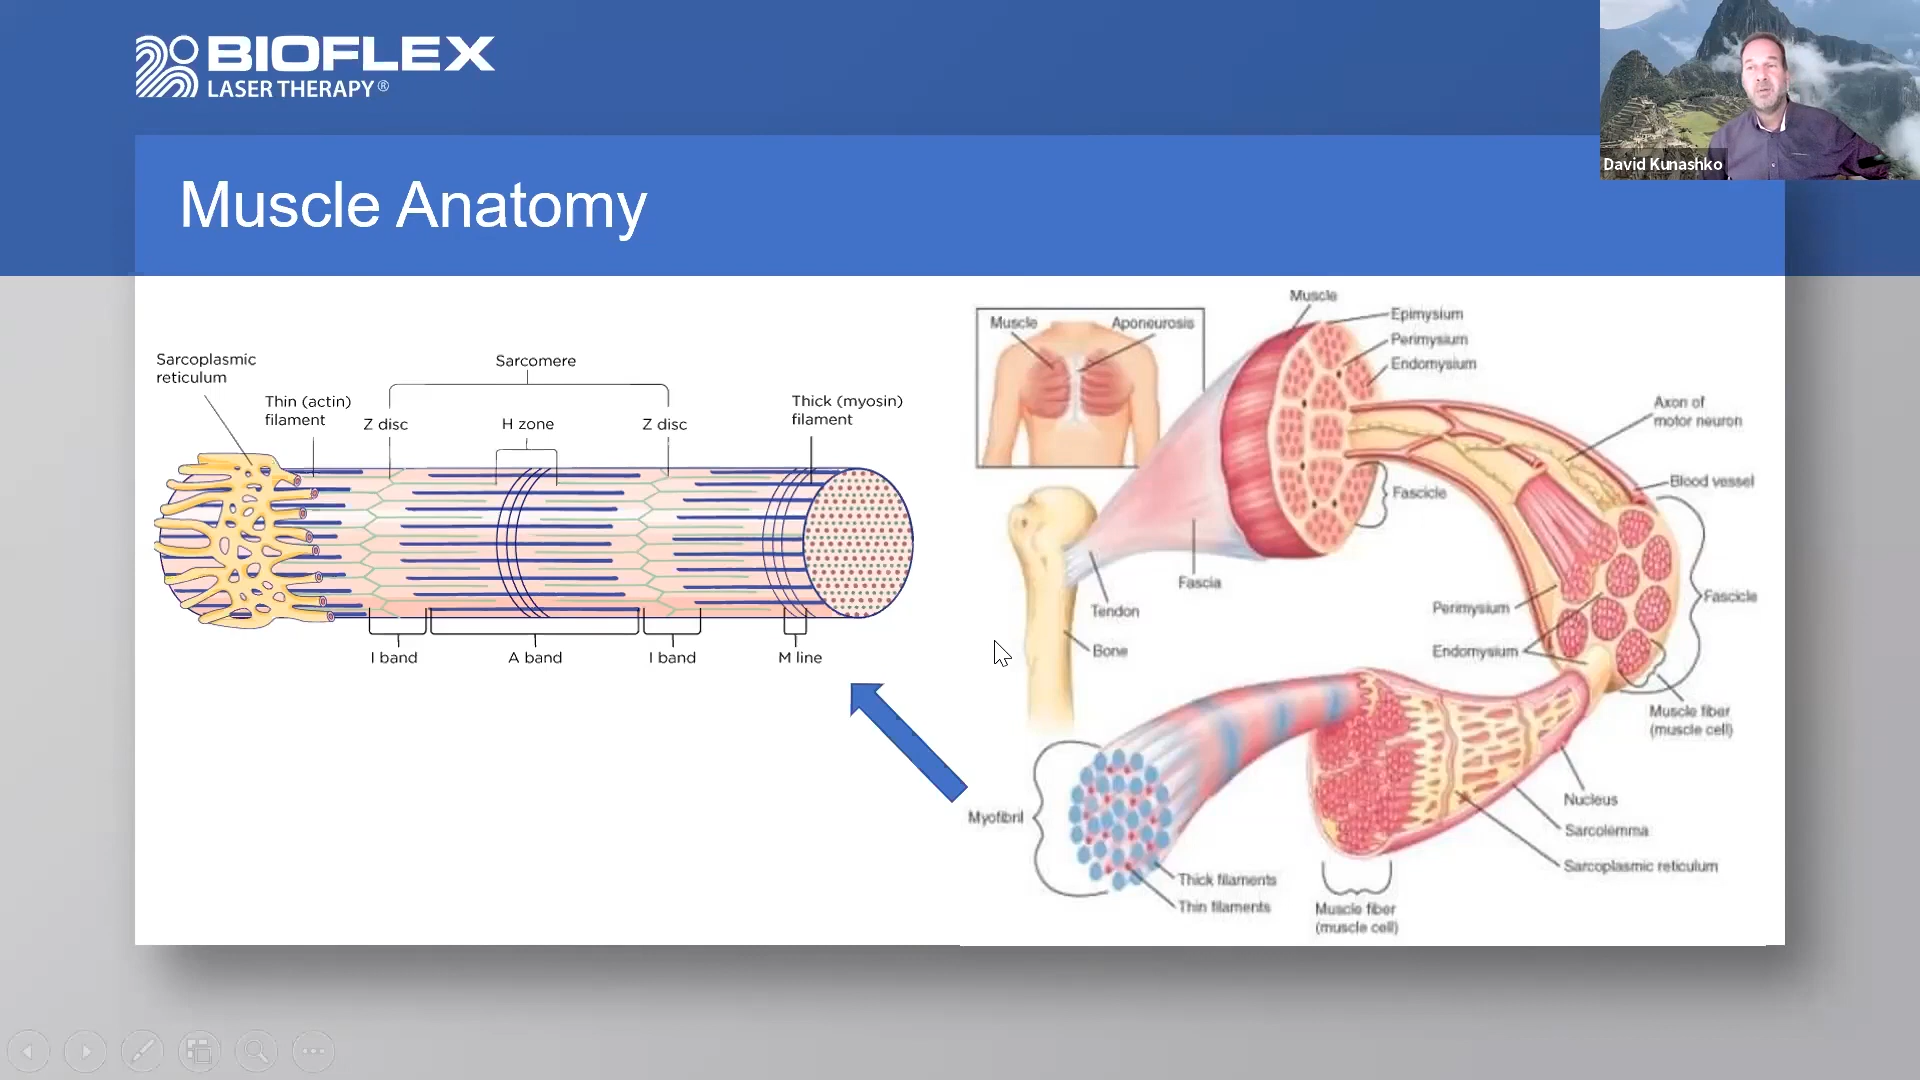 BIOFLEX
LASER THERAPY®
David Kunashko
Muscle Anatomy
Sarcoplasmic
reticulum
Thin (actin)
filament
Sarcomere
Z disc
H zone
Z disc
Thick (myosin)
filament
I band
A band
I band
M line
Muscle
Aponeurosis
Muscle
Epimysium
Perimysium
Endomysium
Axon of
motor neuron
Blood vessel
Fascicle
Fascia
Tendon
Bone
Perimysium
Endomysium
Fascicle
Muscle fiber
(muscle cell)
Nucleus
Sarcolemma
Sarcoplasmic reticulum
Myofibril
Thick filaments
Thin filaments
Muscle fiber
(muscle cell)